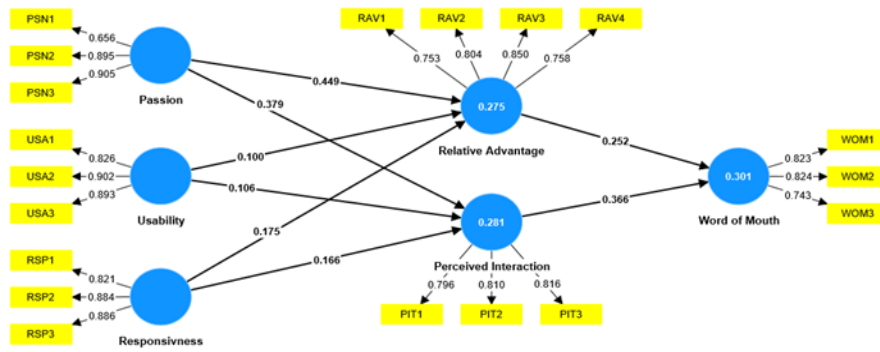 PSN1
PSN2
PSN3
0.656
0.895
0.905
Passion
USA1
USA2
USA3
0.826
0.902
0.893
Usability
RSP1
RSP2
RSP3
0.821
0.884
0.886
Responsivness
0.449
0.379
0.100
0.106
0.175
0.166
RAV1
RAV2
RAV3
RAV4
0.753
0.804
0.850
0.758
0.275
Relative Advantage
0.281
Perceived Interaction
0.796
0.810
0.816
PIT1
PIT2
PIT3
0.252
0.366
0.301
Word of Mouth
0.823
0.824
0.743
WOM1
WOM2
WOM3